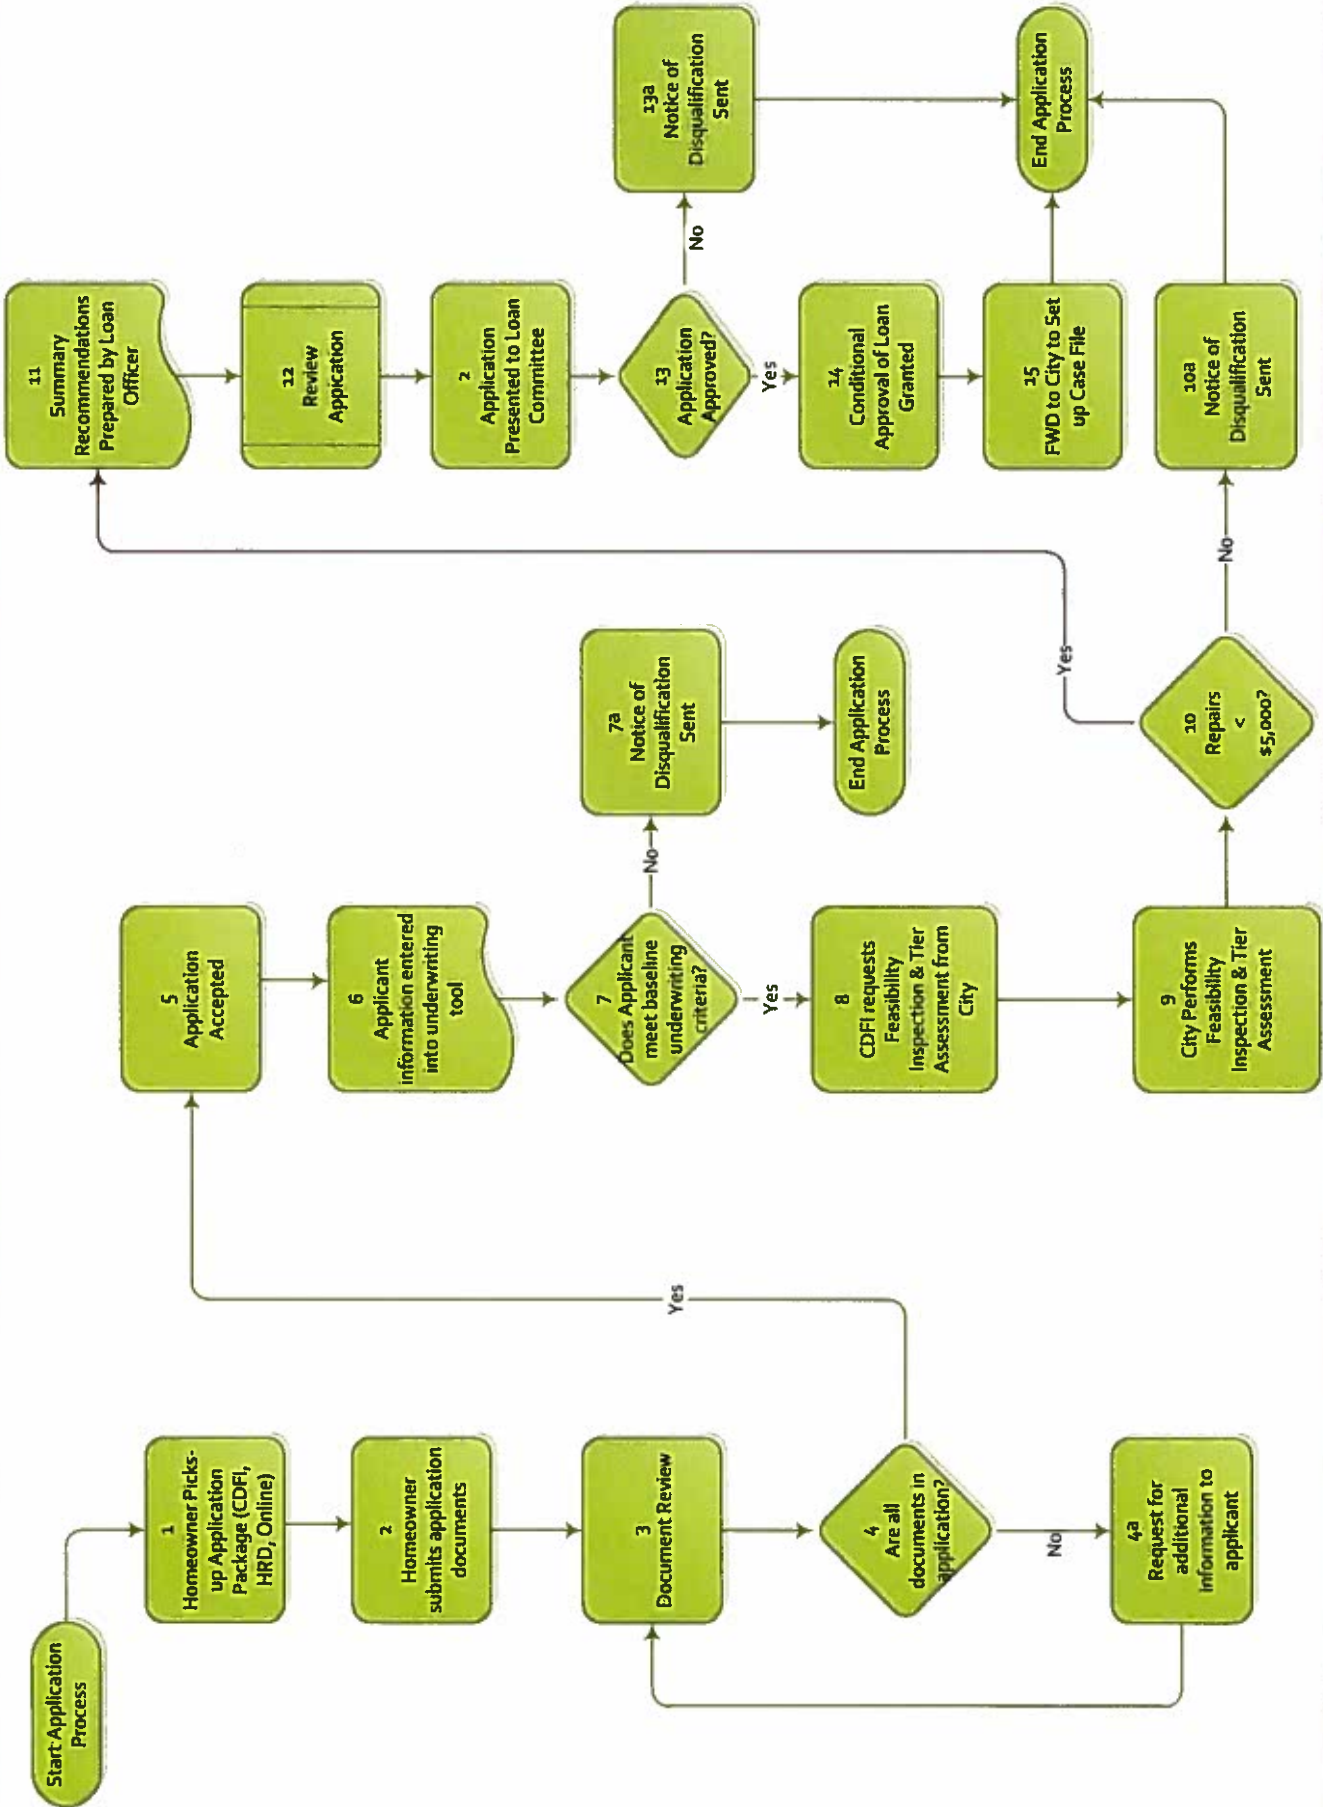 Start Application
Process
1
Homeowner Picks-
up Application
Package (CDFI,
HRD, Online)
2
Homeowner
submits application
documents
3
Document Review
4
Are all
documents in
application?
No
4a
Request for
additional
information to
applicant
Yes
5
Application
Accepted
6
Applicant
information entered
into underwriting
tool
7
Does Applicant
meet baseline
underwriting
criteria?
No
7a
Notice of
Disqualification
Sent
End Application
Process
Yes
8
CDFI requests
Feasibility
Inspection & Tier
Assessment from
City
9
City Performs
Feasibility
Inspection & Tier
Assessment
10
Repairs
<
$5,000?
Yes
No
10a
Notice of
Disqualification
Sent
11
Summary
Recommendations
Prepared by Loan
Officer
12
Review
Appication
2
Application
Presented to Loan
Committee
13
Application
Approved?
No
13a
Notice of
Disqualification
Sent
Yes
14
Conditional
Approval of Loan
Granted
15
FWD to City to Set
up Case File
End Application
Process